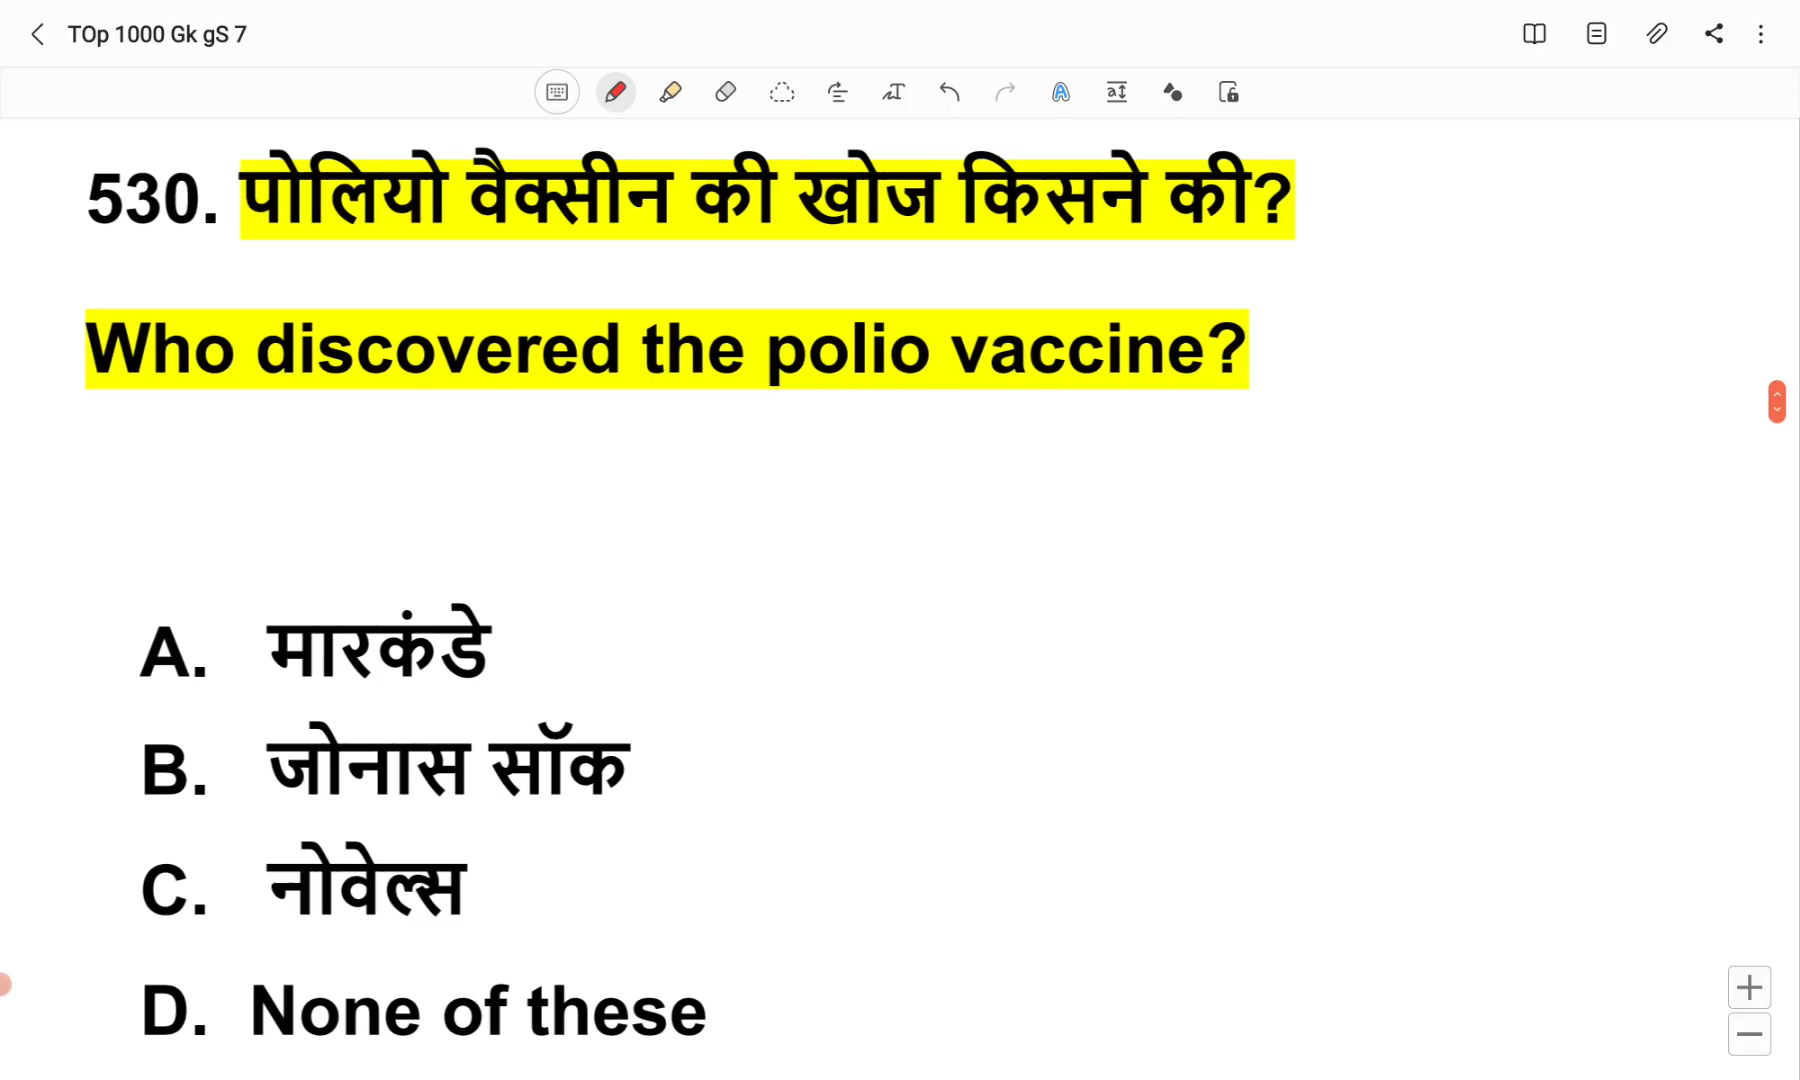 TOp 1000 Gk gS 7
530. पोलियो वैक्सीन की खोज किसने की?
Who discovered the polio vaccine?
A. मारकंडे
B. जोनास सॉक
C. नोवेल्स
D. None of these